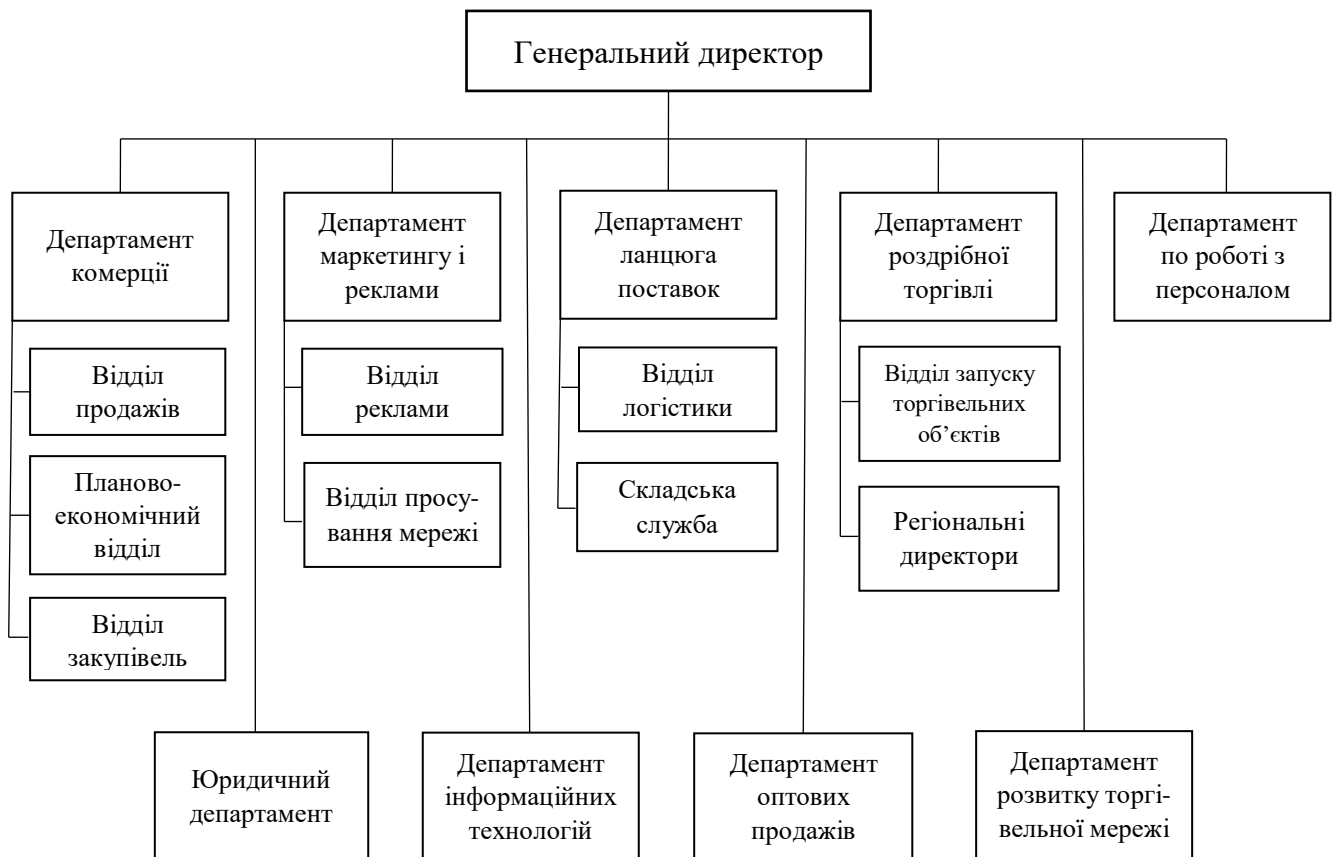 Генеральний директор
Департамент
комерції
Департамент
маркетингу і
реклами
Департамент
ланцюга
поставок
Департамент
роздрібної
торгівлі
Департамент
по роботі з
персоналом
Відділ
продажів
Планово-
економічний
відділ
Відділ
закупівель
Відділ
реклами
Відділ просу-
вання мережі
Відділ
логістики
Складська
служба
Відділ запуску
торгівельних
об’єктів
Регіональні
директори
Юридичний
департамент
Департамент
інформаційних
технологій
Департамент
оптових
продажів
Департамент
розвитку торгі-
вельної мережі